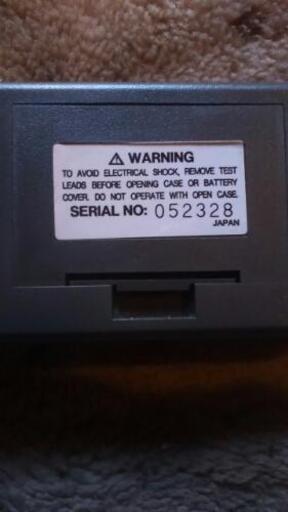 ⚠ WARNING
TO AVOID ELECTRICAL SHOCK, REMOVE TEST
LEADS BEFORE OPENING CASE OR BATTERY
COVER. DO NOT OPERATE WITH OPEN CASE.
SERIAL NO: 052328
JAPAN